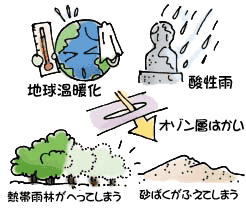 地球温暖化
酸性雨
オゾン層はかい
熱帯雨林がへってしまう
砂ばくがふえてしまう